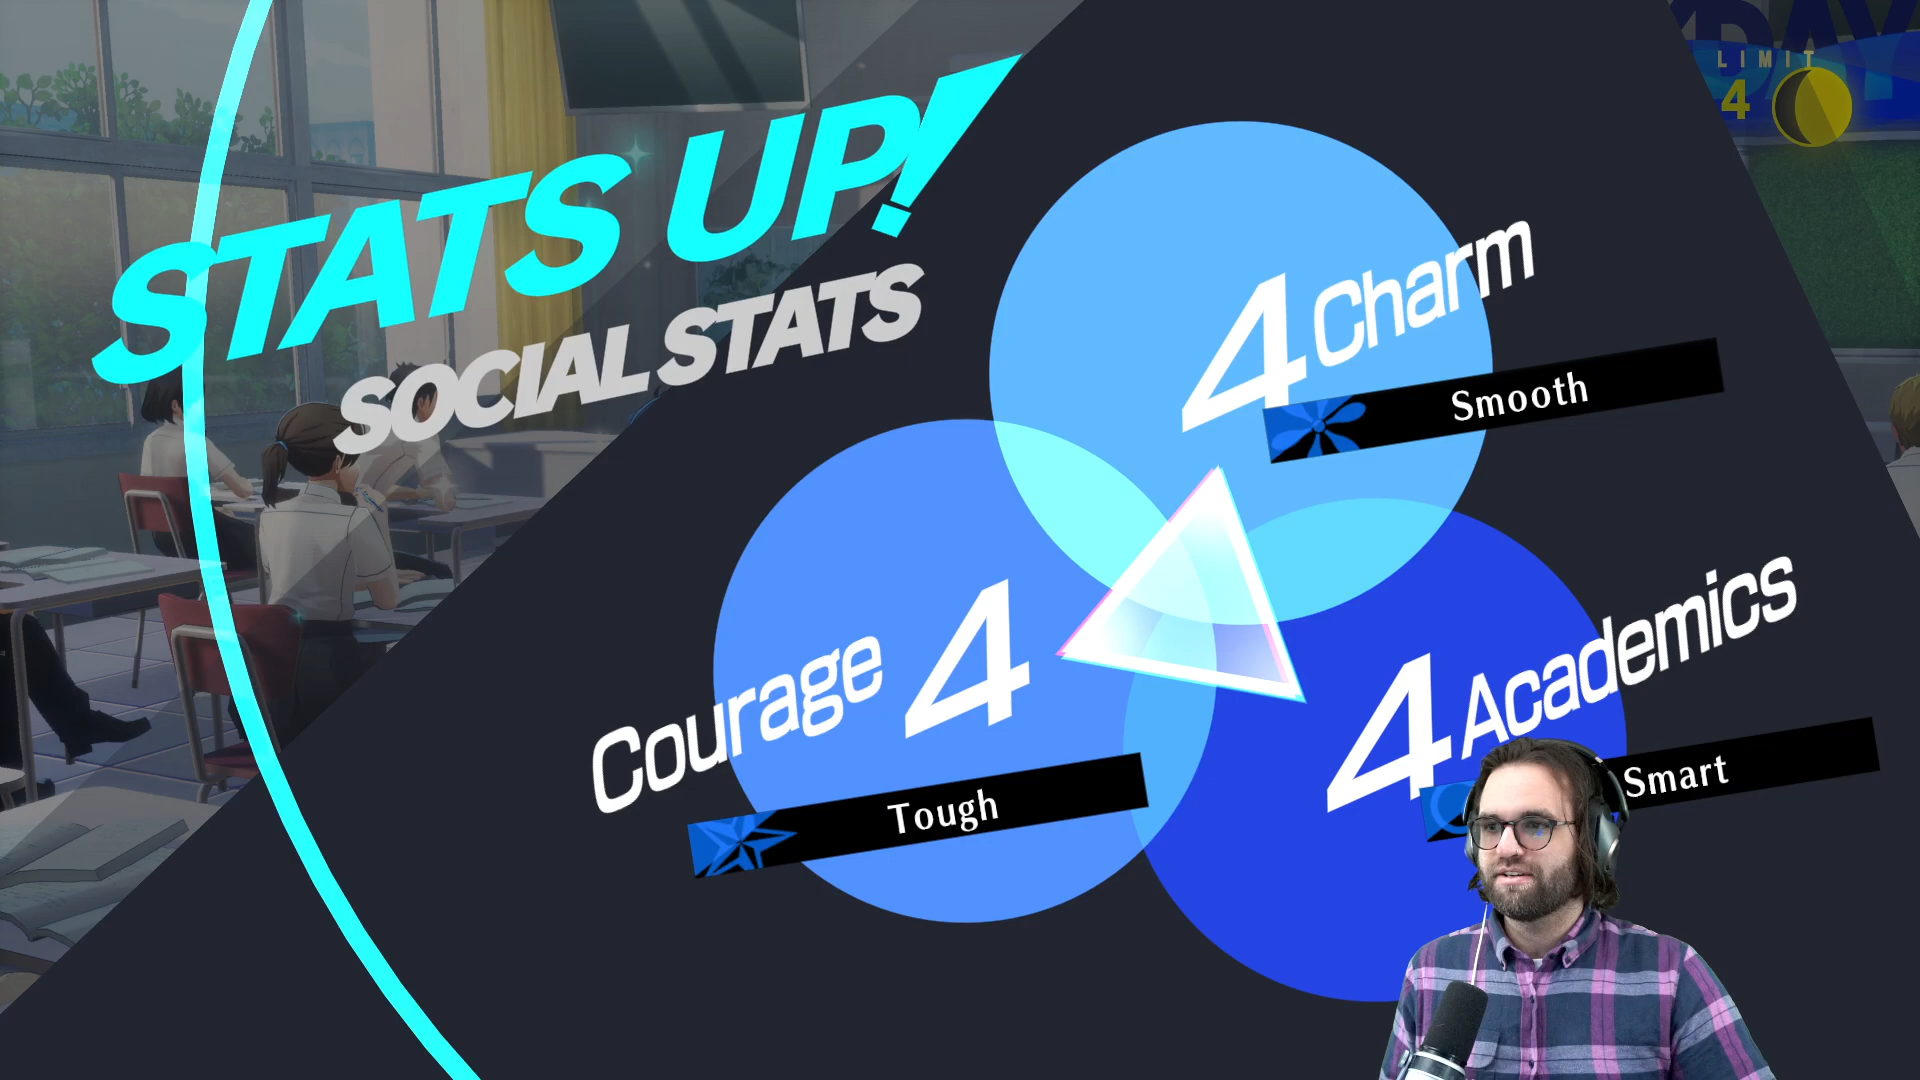 LIMIT
4
STATS UP!
SOCIAL STATS
4 Charm
Smooth
Courage 4
Tough
4 Academics
Smart